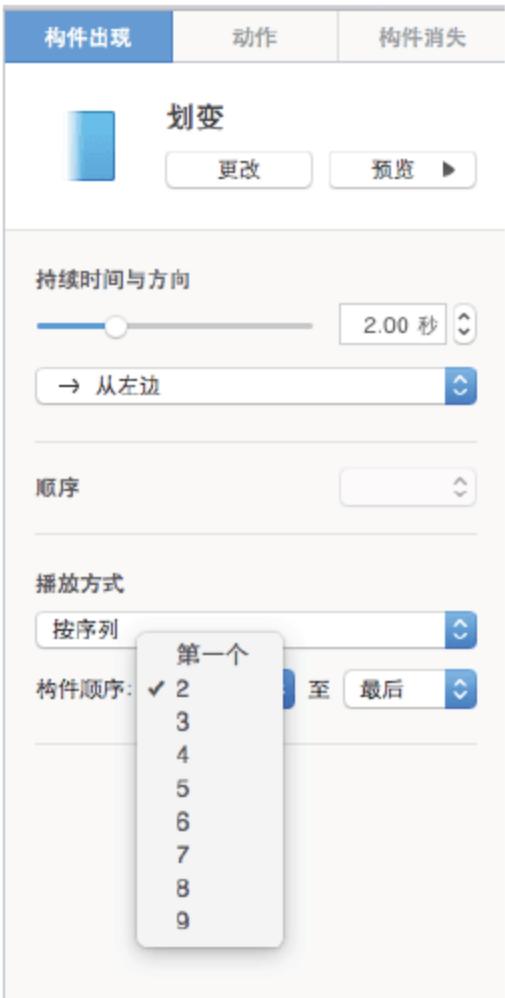 构件出现 动作 构件消失
划变
更改 预览
持续时间与方向
2.00 秒
→ 从左边
顺序
播放方式
按序列
第一个
构件顺序: ✓ 2 至 最后
3
4
5
6
7
8
9